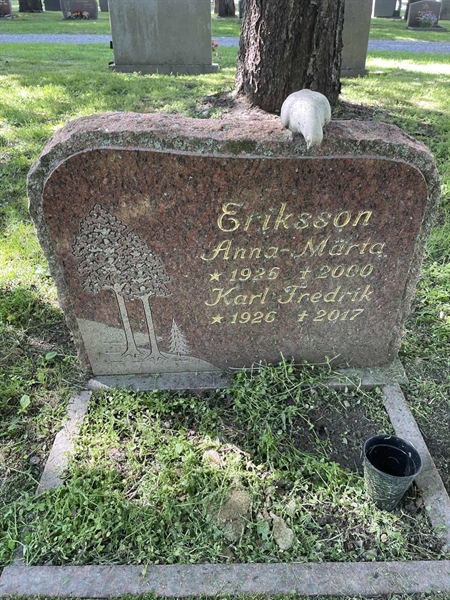 Eriksson
Anna-Märta
★ 1925 ✝ 2000
Karl Fredrik
★ 1926 ✝ 2017